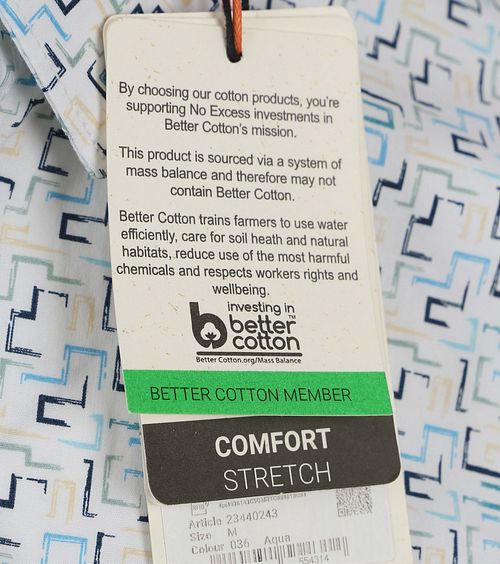 By choosing our cotton products, you're
supporting No Excess investments in
Better Cotton's mission.
This product is sourced via a system of
mass balance and therefore may not
contain Better Cotton.
Better Cotton trains farmers to use water
efficiently, care for soil heath and natural
habitats, reduce use of the most harmful
chemicals and respects workers rights and
wellbeing.
investing in
better
cotton™
Better Cotton.org/Mass Balance
BETTER COTTON MEMBER
COMFORT
STRETCH
Article 23440243
Size M
Colour 036 Aqua
554314